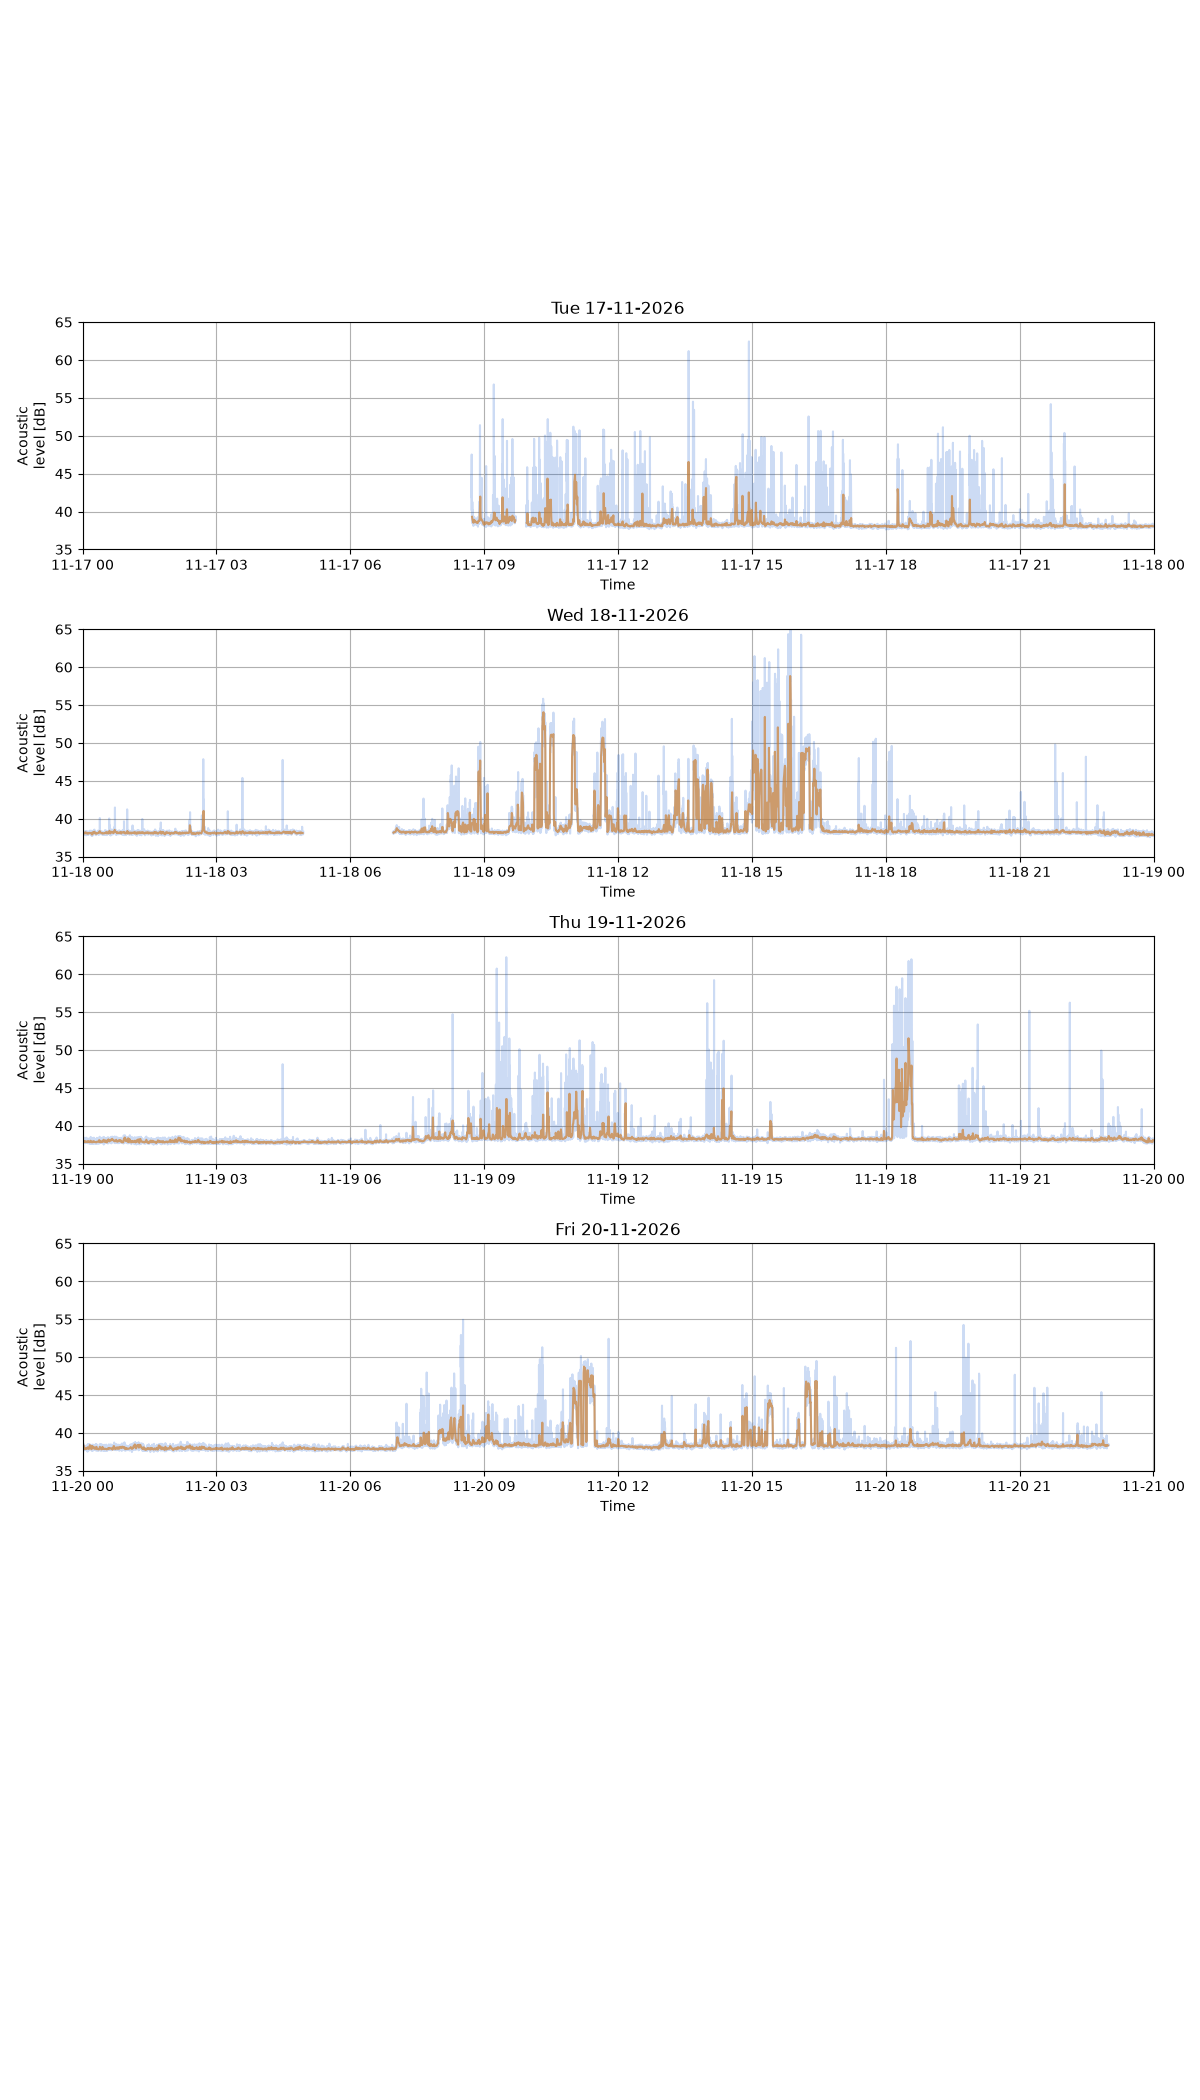 Tue 17-11-2026
65
60
55
50
45
40
35
Acoustic
level [dB]
11-17 00 11-17 03 11-17 06 11-17 09 11-17 12 11-17 15 11-17 18 11-17 21 11-18 00
Time
Wed 18-11-2026
65
60
55
50
45
40
35
Acoustic
level [dB]
11-18 00 11-18 03 11-18 06 11-18 09 11-18 12 11-18 15 11-18 18 11-18 21 11-19 00
Time
Thu 19-11-2026
65
60
55
50
45
40
35
Acoustic
level [dB]
11-19 00 11-19 03 11-19 06 11-19 09 11-19 12 11-19 15 11-19 18 11-19 21 11-20 00
Time
Fri 20-11-2026
65
60
55
50
45
40
35
Acoustic
level [dB]
11-20 00 11-20 03 11-20 06 11-20 09 11-20 12 11-20 15 11-20 18 11-20 21 11-21 00
Time